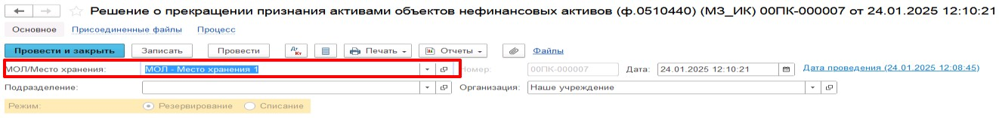 Решение о прекращении признания активами объектов нефинансовых активов (ф.0510440) (МЗ_ИК) 00ПК-000007 от 24.01.2025 12:10:21
Основное Присоединенные файлы Процесс
Провести и закрыть Записать Провести Дт Кт Печать Отчеты Файлы
МОЛ/Место хранения: МОЛ - Место хранения 1 Номер: 00ПК-000007 Дата: 24.01.2025 12:10:21 Дата проведения (24.01.2025 12:08:45)
Подразделение: Организация: Наше учреждение
Режим: Резервирование Списание